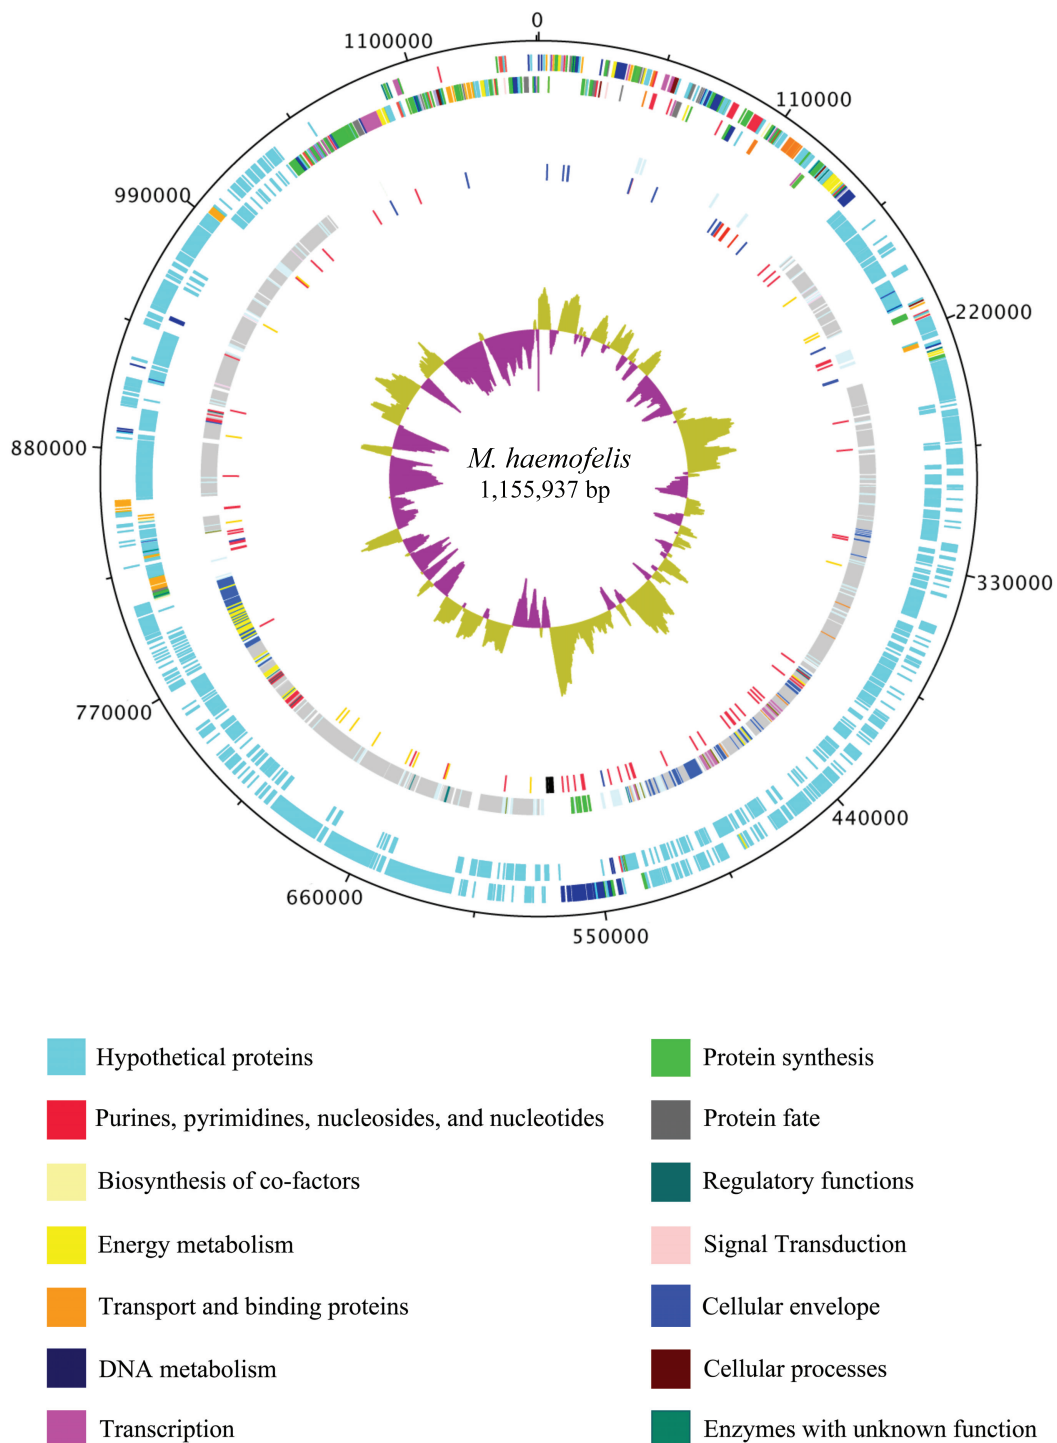 0
1100000
110000
990000
220000
M. haemofelis
1,155,937 bp
880000
330000
770000
440000
660000
550000
Hypothetical proteins
Protein synthesis
Purines, pyrimidines, nucleosides, and nucleotides
Protein fate
Biosynthesis of co-factors
Regulatory functions
Energy metabolism
Signal Transduction
Transport and binding proteins
Cellular envelope
DNA metabolism
Cellular processes
Transcription
Enzymes with unknown function